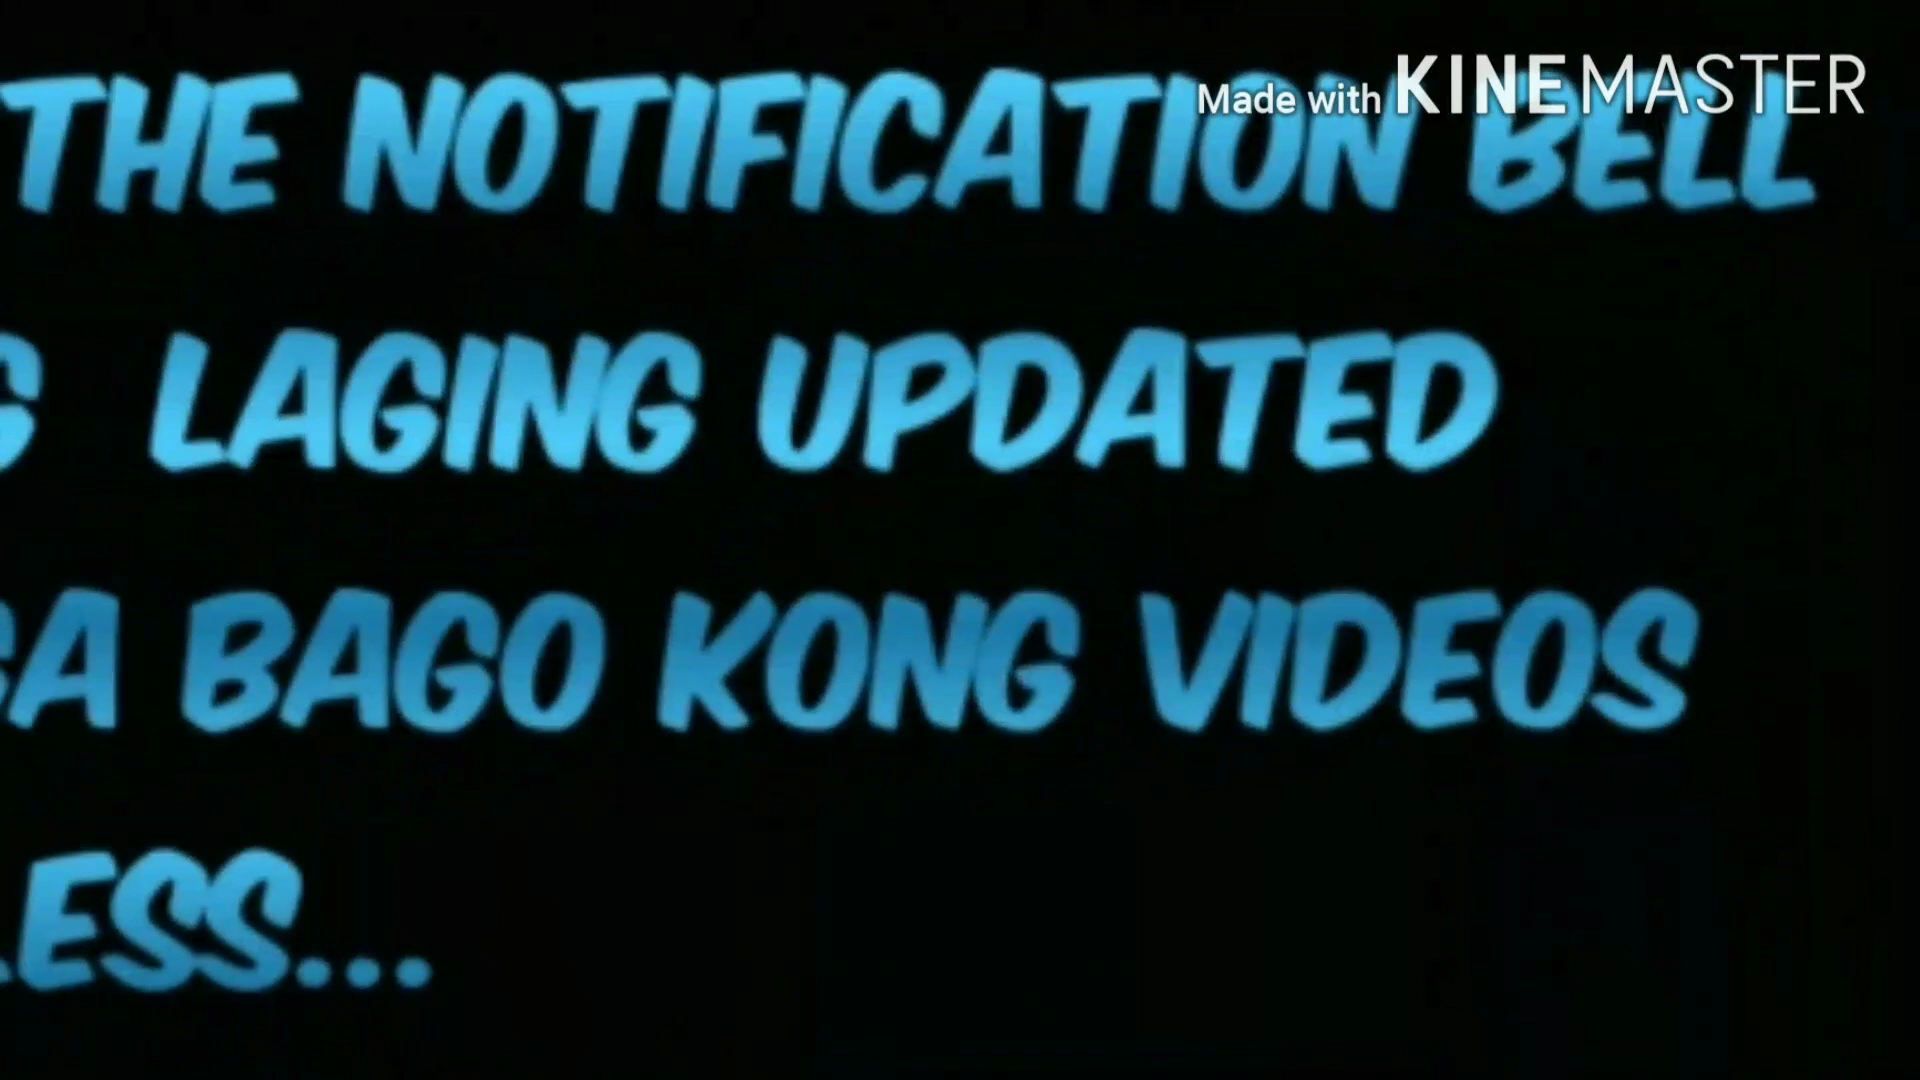 Made with KINEMASTER
THE NOTIFICATION BELL
LAGING UPDATED
BAGO KONG VIDEOS